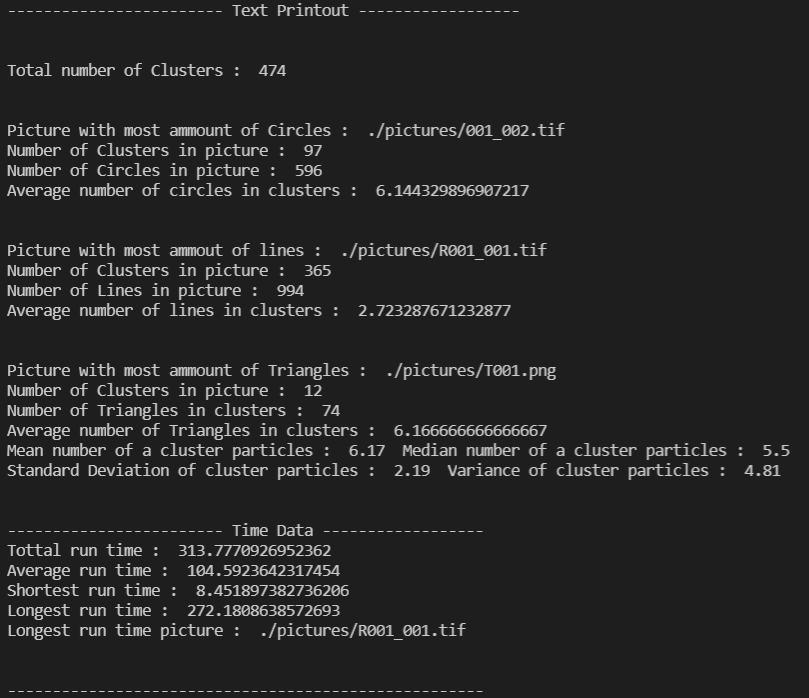 ------------------------ Text Printout ------------------
Total number of Clusters :  474
Picture with most ammount of Circles :  ./pictures/001_002.tif
Number of Clusters in picture :  97
Number of Circles in picture :  596
Average number of circles in clusters :  6.144329896907217
Picture with most ammout of lines :  ./pictures/R001_001.tif
Number of Clusters in picture :  365
Number of Lines in picture :  994
Average number of lines in clusters :  2.723287671232877
Picture with most ammount of Triangles :  ./pictures/T001.png
Number of Clusters in picture :  12
Number of Triangles in clusters :  74
Average number of Triangles in clusters :  6.166666666666667
Mean number of a cluster particles :  6.17  Median number of a cluster particles :  5.5
Standard Deviation of cluster particles :  2.19  Variance of cluster particles :  4.81
------------------------ Time Data ------------------
Tottal run time :  313.7770926952362
Average run time :  104.5923642317454
Shortest run time :  8.451897382736206
Longest run time :  272.1808638572693
Longest run time picture :  ./pictures/R001_001.tif
-----------------------------------------------------